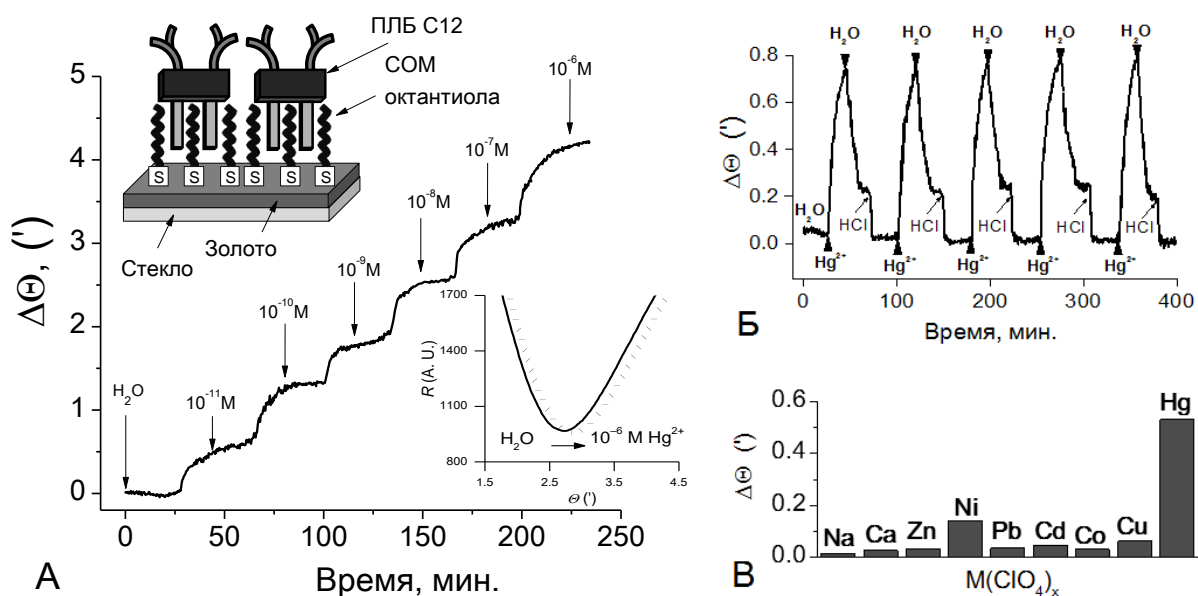 ПЛБ С12
СОМ
октантиола
S S S S S S
Золото
Стекло
ΔΘ, (')
5
4
3
2
1
0
H₂O
10⁻¹¹M
10⁻¹⁰M
10⁻⁹M
10⁻⁸M
10⁻⁷M
10⁻⁶M
0 50 100 150 200 250
Время, мин.
А
R (A. U.)
1700
1400
1100
800
H₂O
10⁻⁶ M Hg²⁺
1.5 2.5 3.5 4.5
Θ (')
H₂O H₂O H₂O H₂O H₂O
ΔΘ (')
0.8
0.6
0.4
0.2
0.0
H₂O
HCl HCl HCl HCl HCl
Hg²⁺ Hg²⁺ Hg²⁺ Hg²⁺ Hg²⁺
0 100 200 300 400
Время, мин.
Б
ΔΘ (')
0.6
0.3
0.0
Na Ca Zn Ni Pb Cd Co Cu Hg
M(ClO₄)ₓ
В